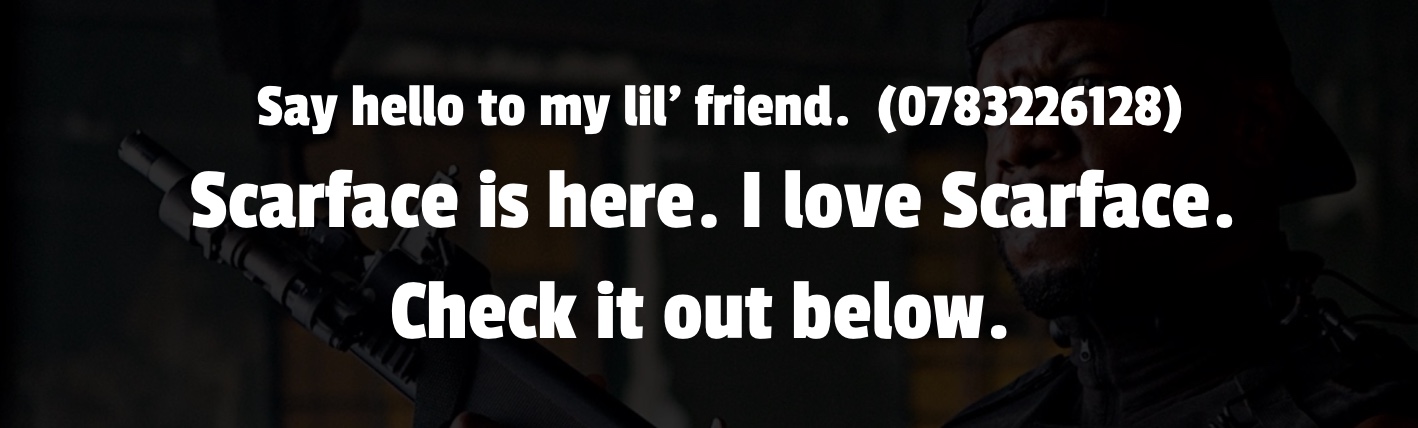 Say hello to my lil’ friend. (0783226128)
Scarface is here. I love Scarface.
Check it out below.